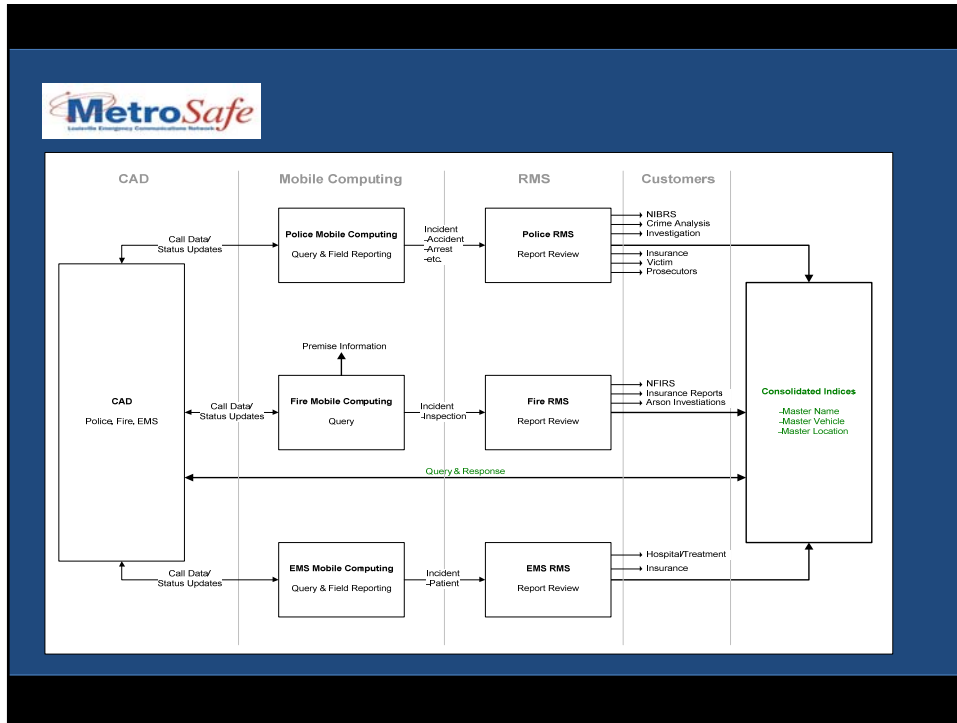 MetroSafe
Louisville Emergency Communications Network
CAD
Mobile Computing
RMS
Customers
Call Data/
Status Updates
Police Mobile Computing
Query & Field Reporting
Incident
-Accident
-Arrest
-etc.
Police RMS
Report Review
NIBRS
Crime Analysis
Investigation
Insurance
Victim
Prosecutors
Premise Information
CAD
Police, Fire, EMS
Call Data/
Status Updates
Fire Mobile Computing
Query
Incident
-Inspection
Fire RMS
Report Review
NFIRS
Insurance Reports
Arson Investiations
Consolidated Indices
-Master Name
-Master Vehicle
-Master Location
Query & Response
Call Data/
Status Updates
EMS Mobile Computing
Query & Field Reporting
Incident
-Patient
EMS RMS
Report Review
Hospital/Treatment
Insurance